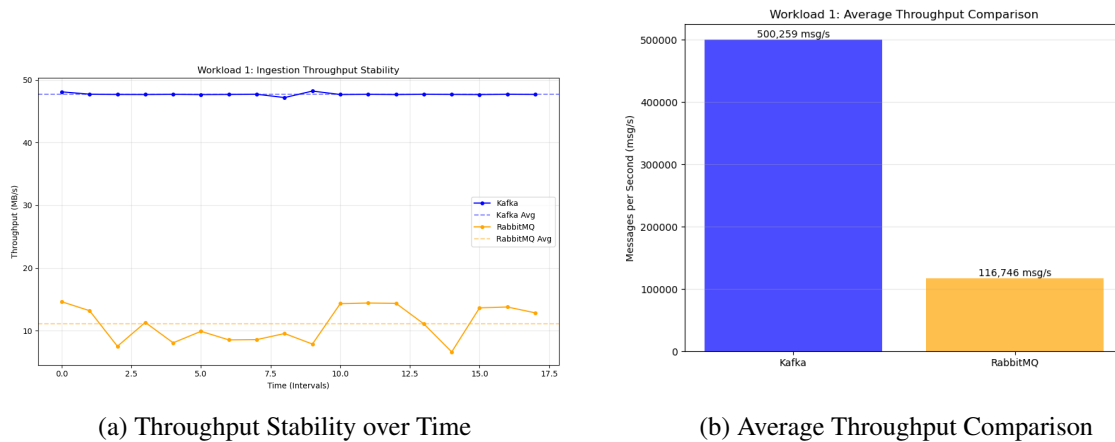 Workload 1: Ingestion Throughput Stability
50
40
30
20
10
Throughput (MB/s)
Kafka
Kafka Avg
RabbitMQ
RabbitMQ Avg
0.0 2.5 5.0 7.5 10.0 12.5 15.0 17.5
Time (Intervals)
(a) Throughput Stability over Time
Workload 1: Average Throughput Comparison
500,259 msg/s
116,746 msg/s
500000
400000
300000
200000
100000
0
Messages per Second (msg/s)
Kafka RabbitMQ
(b) Average Throughput Comparison